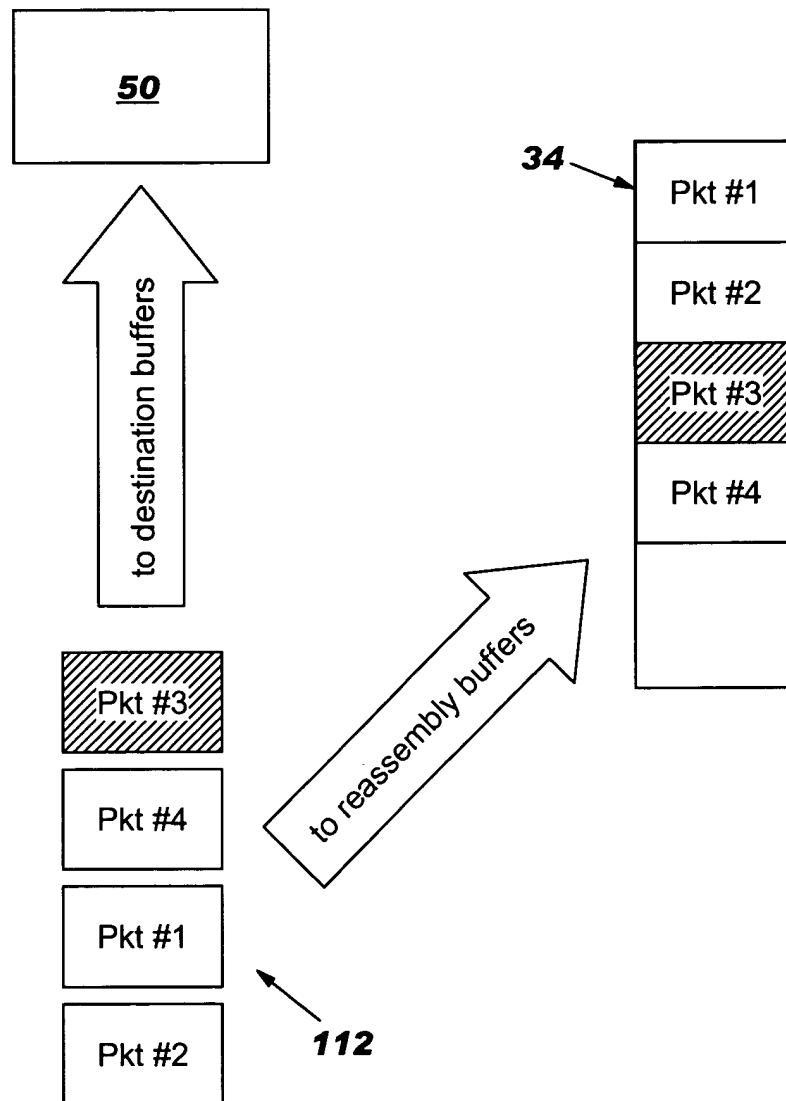 50
34
Pkt #1
Pkt #2
Pkt #3
Pkt #4
to destination buffers
to reassembly buffers
Pkt #3
Pkt #4
Pkt #1
Pkt #2
112